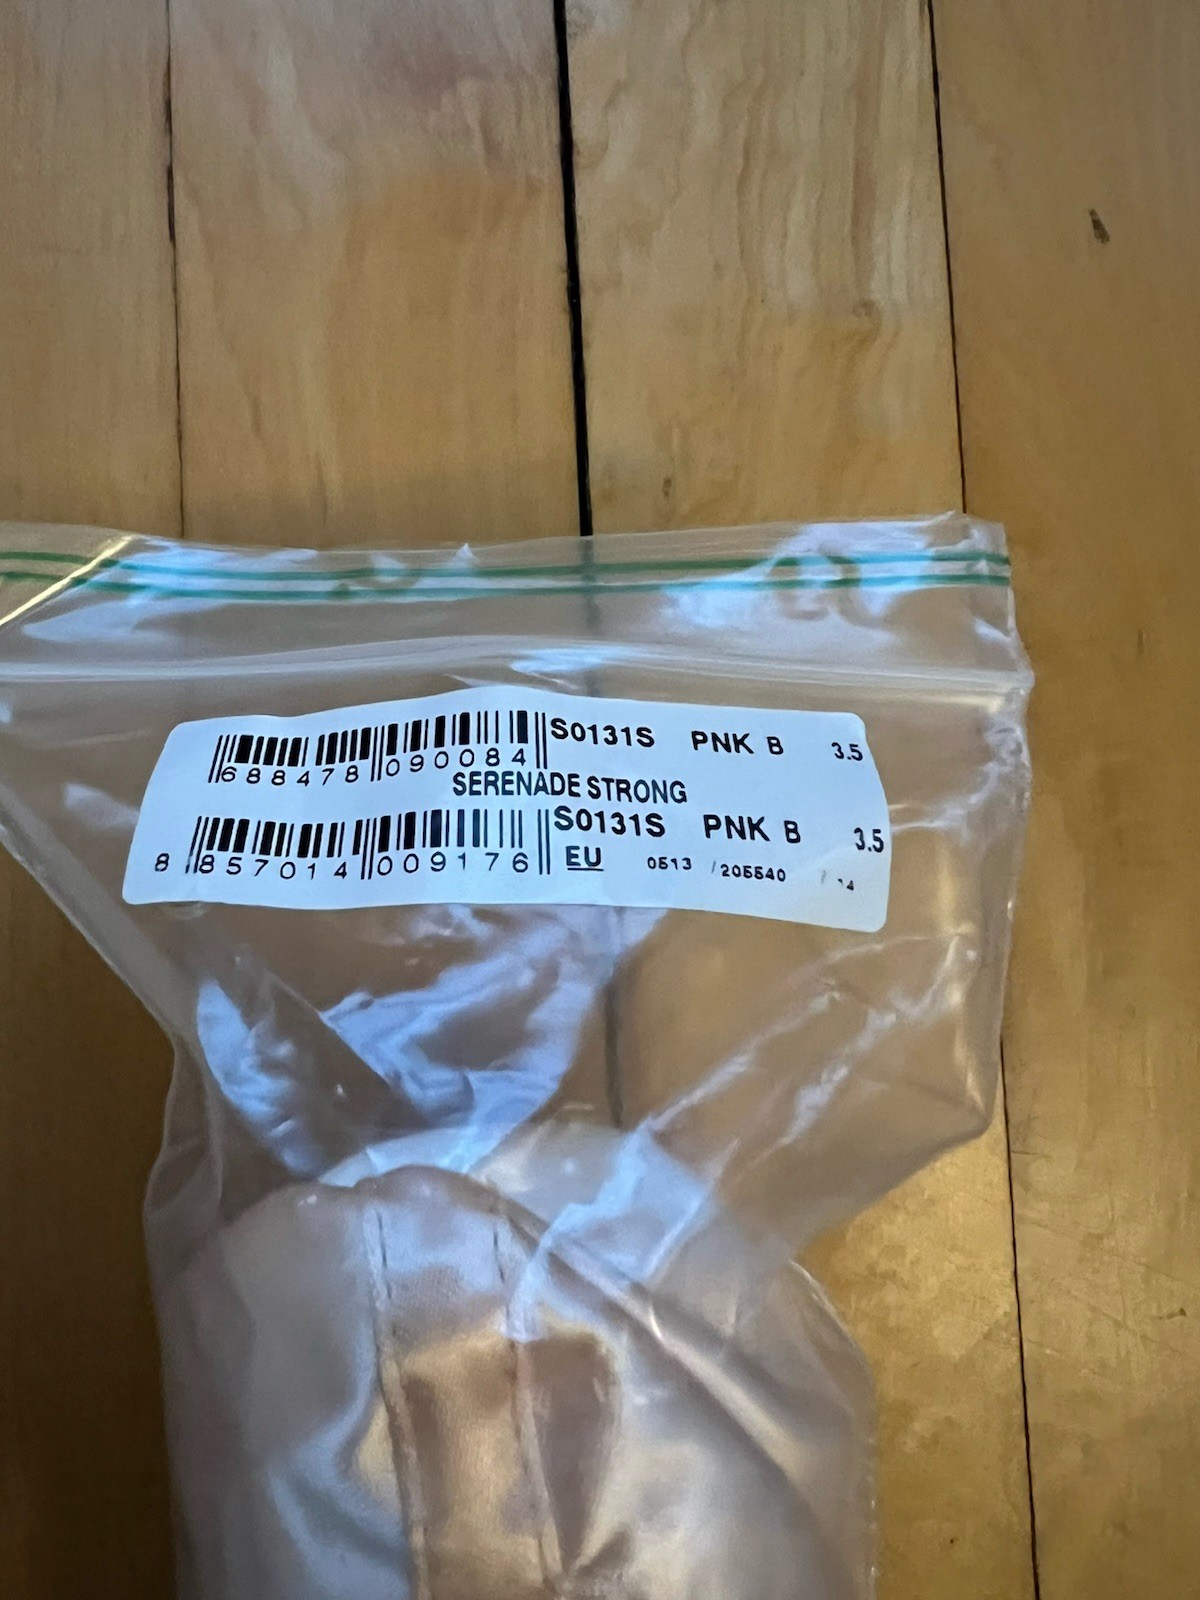 S0131S PNK B 3.5
688478 090084
SERENADE STRONG
S0131S PNK B 3.5
8 857014 009176
EU 0513 /205540